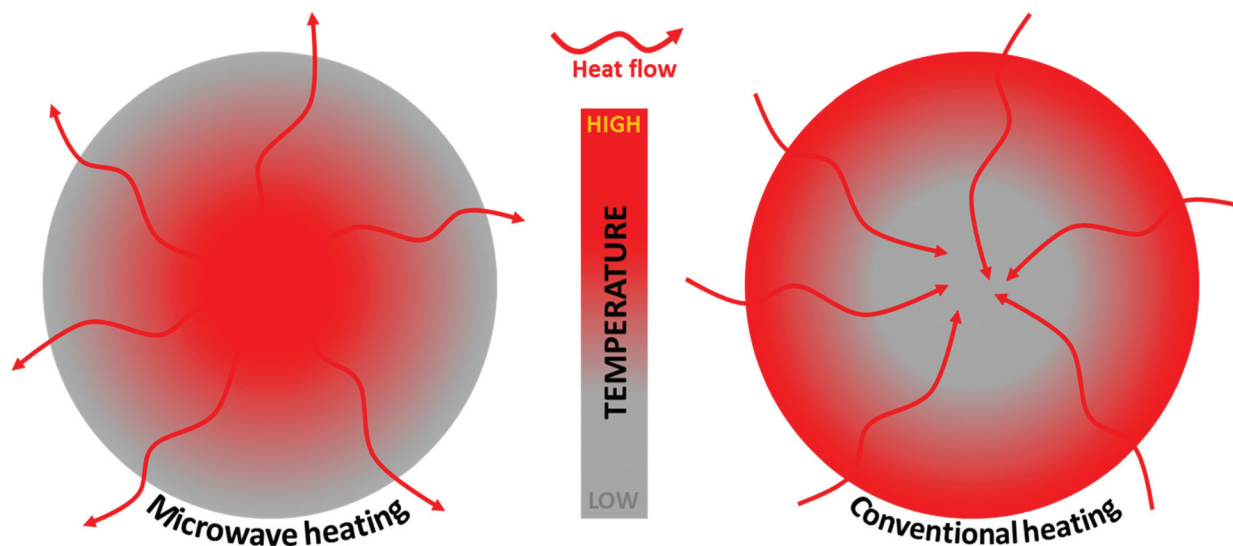 Heat flow
HIGH
TEMPERATURE
LOW
Microwave heating
Conventional heating